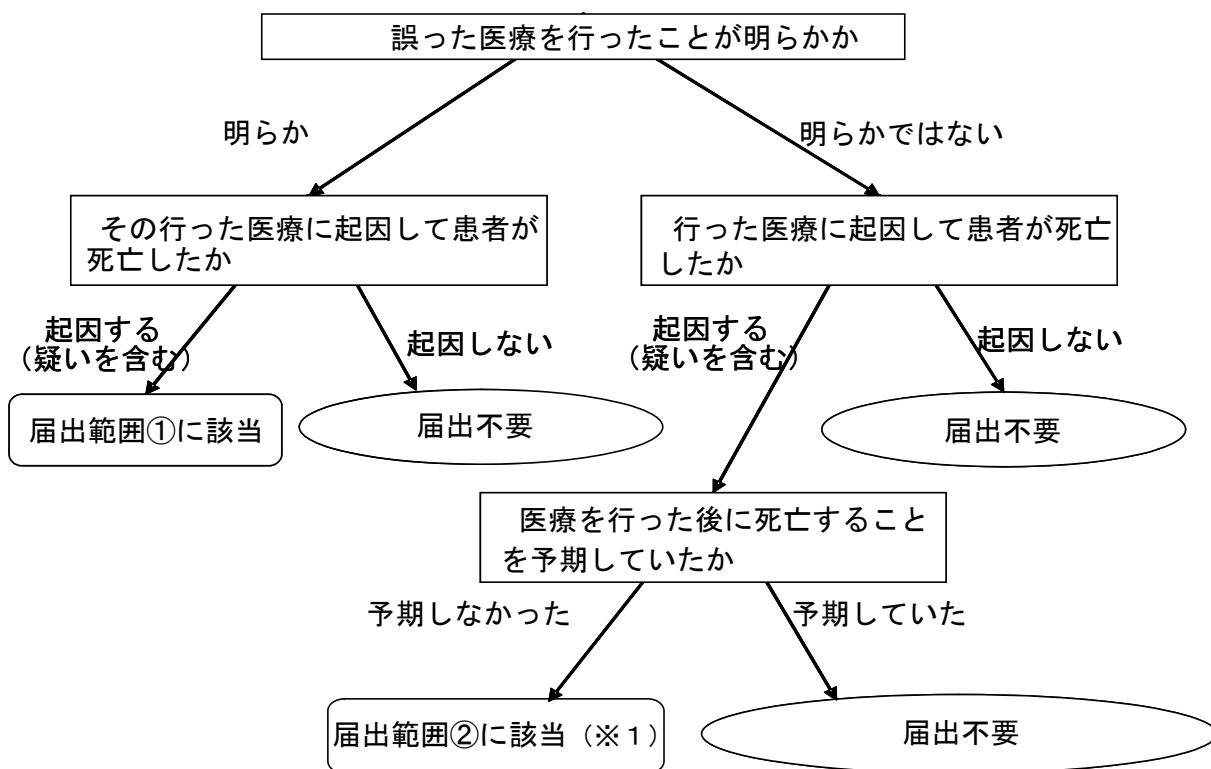 誤った医療を行ったことが明らかか
明らか
明らかではない
その行った医療に起因して患者が
死亡したか
行った医療に起因して患者が死亡
したか
起因する
(疑いを含む)
起因しない
起因する
(疑いを含む)
起因しない
届出範囲①に該当
届出不要
届出不要
医療を行った後に死亡すること
を予期していたか
予期しなかった
予期していた
届出範囲②に該当(※1)
届出不要